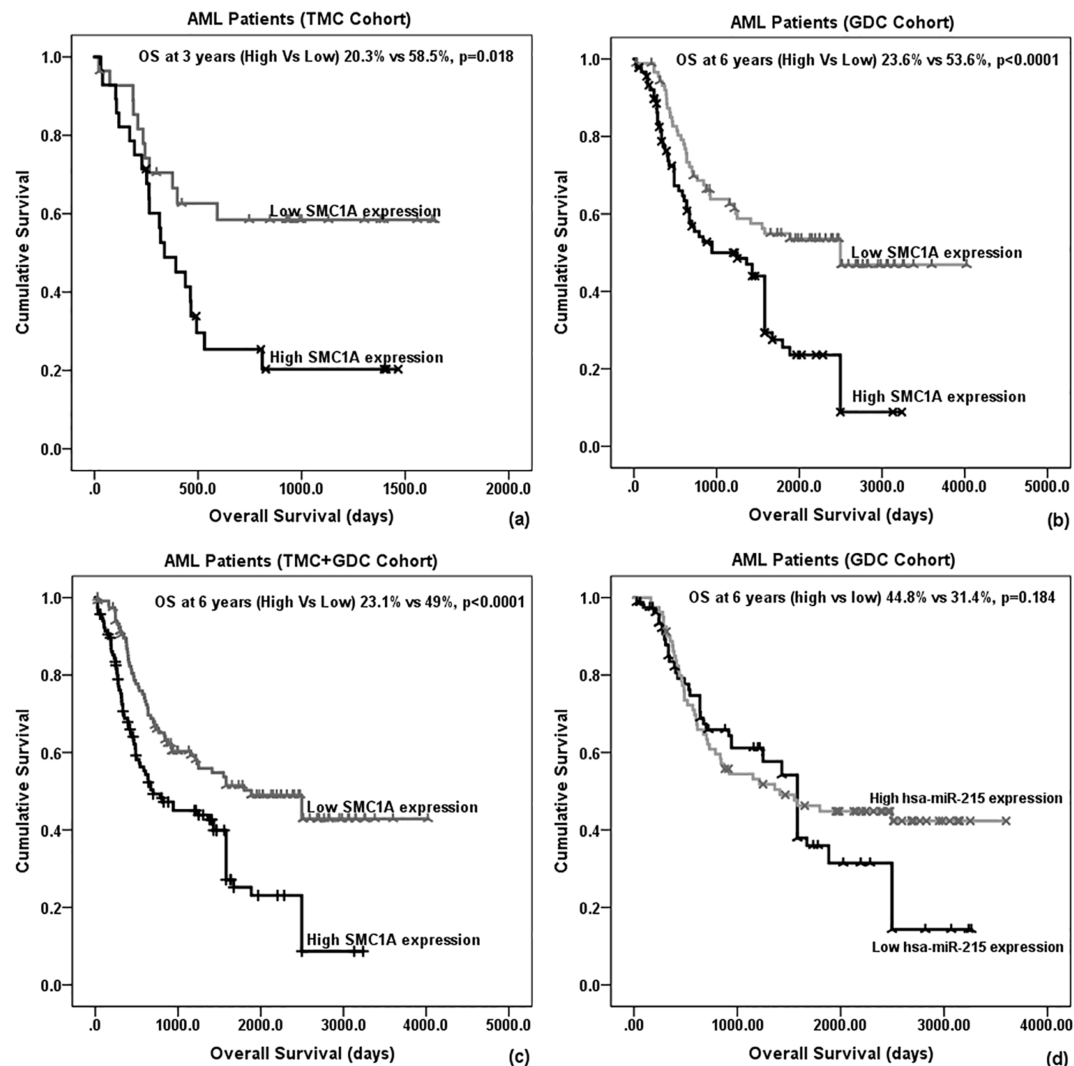 AML Patients (TMC Cohort)
OS at 3 years (High Vs Low) 20.3% vs 58.5%, p=0.018
1.0
0.8
0.6
0.4
0.2
0.0
Cumulative Survival
Low SMC1A expression
High SMC1A expression
.0 500.0 1000.0 1500.0 2000.0
Overall Survival (days)
(a)
AML Patients (GDC Cohort)
OS at 6 years (High Vs Low) 23.6% vs 53.6%, p<0.0001
1.0
0.8
0.6
0.4
0.2
0.0
Cumulative Survival
Low SMC1A expression
High SMC1A expression
.0 1000.0 2000.0 3000.0 4000.0 5000.0
Overall Survival (days)
(b)
AML Patients (TMC+GDC Cohort)
OS at 6 years (High Vs Low) 23.1% vs 49%, p<0.0001
1.0
0.8
0.6
0.4
0.2
0.0
Cumulative Survival
Low SMC1A expression
High SMC1A expression
.0 1000.0 2000.0 3000.0 4000.0 5000.0
Overall Survival (days)
(c)
AML Patients (GDC Cohort)
OS at 6 years (high vs low) 44.8% vs 31.4%, p=0.184
1.0
0.8
0.6
0.4
0.2
0.0
Cumulative Survival
High hsa-miR-215 expression
Low hsa-miR-215 expression
.00 1000.00 2000.00 3000.00 4000.00
Overall Survival (days)
(d)